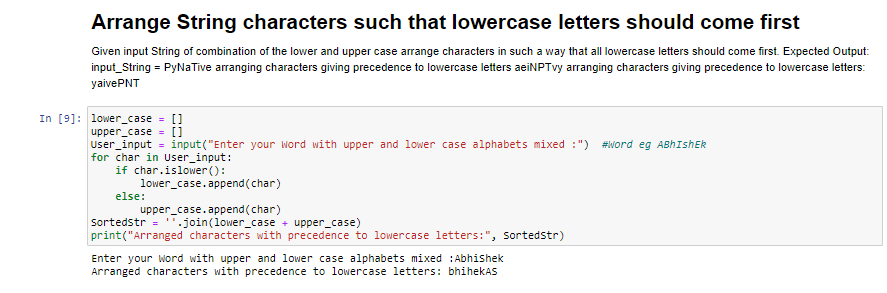 Arrange String characters such that lowercase letters should come first
Given input String of combination of the lower and upper case arrange characters in such a way that all lowercase letters should come first. Expected Output:
input_String = PyNaTive arranging characters giving precedence to lowercase letters aeiNPTvy arranging characters giving precedence to lowercase letters:
yaivePNT
In [9]: lower_case = []
upper_case = []
User_input = input("Enter your Word with upper and lower case alphabets mixed :")  #Word eg ABhIshEk
for char in User_input:
    if char.islower():
        lower_case.append(char)
    else:
        upper_case.append(char)
SortedStr = ''.join(lower_case + upper_case)
print("Arranged characters with precedence to lowercase letters:", SortedStr)
Enter your Word with upper and lower case alphabets mixed :AbhiShek
Arranged characters with precedence to lowercase letters: bhihekAS